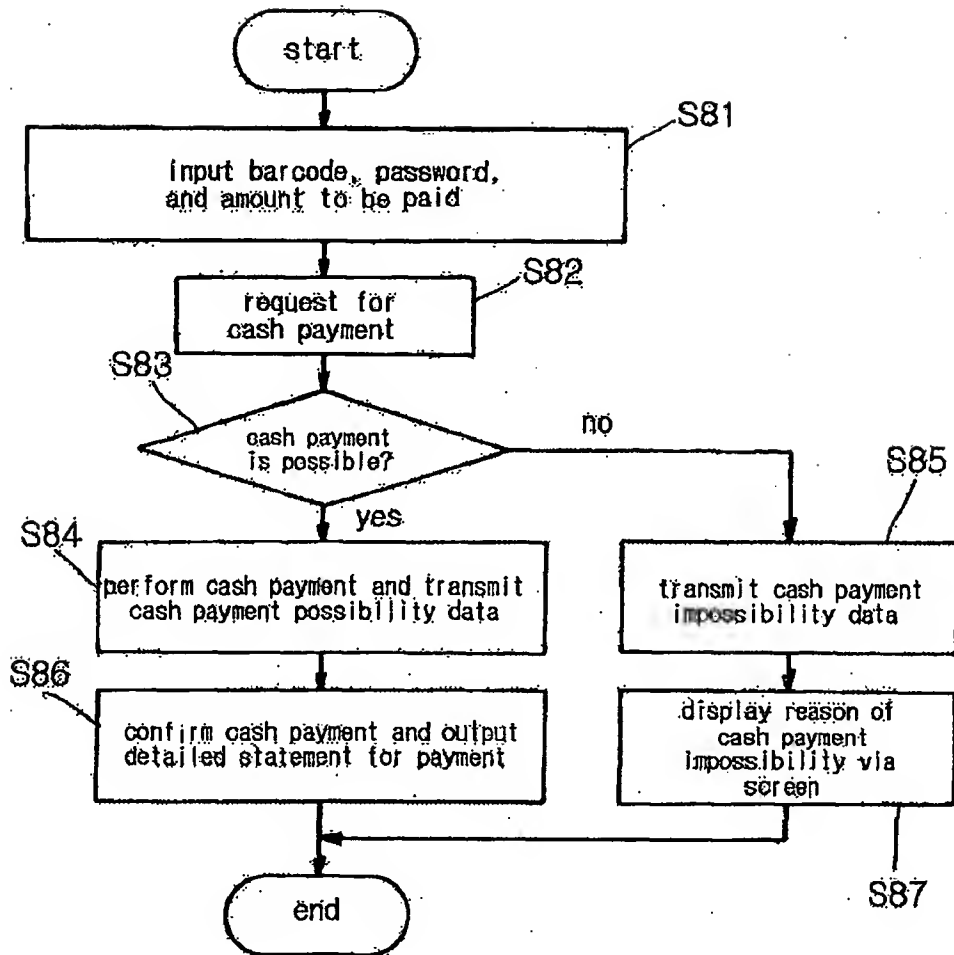 start
S81
input barcode, password,
and amount to be paid
S82
request for
cash payment
S83
cash payment
is possible?
no
yes
S84
perform cash payment and transmit
cash payment possibility data
S85
transmit cash payment
impossibility data
S86
confirm cash payment and output
detailed statement for payment
display reason of
cash payment
impossibility via
screen
S87
end